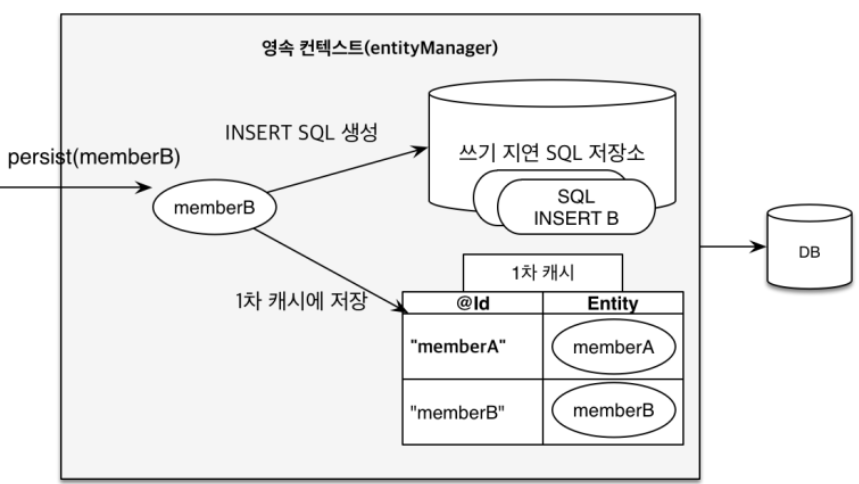 영속 컨텍스트(entityManager)
INSERT SQL 생성
persist(memberB)
쓰기 지연 SQL 저장소
memberB
SQL
INSERT B
DB
1차 캐시
1차 캐시에 저장
@Id Entity
"memberA" memberA
"memberB" memberB